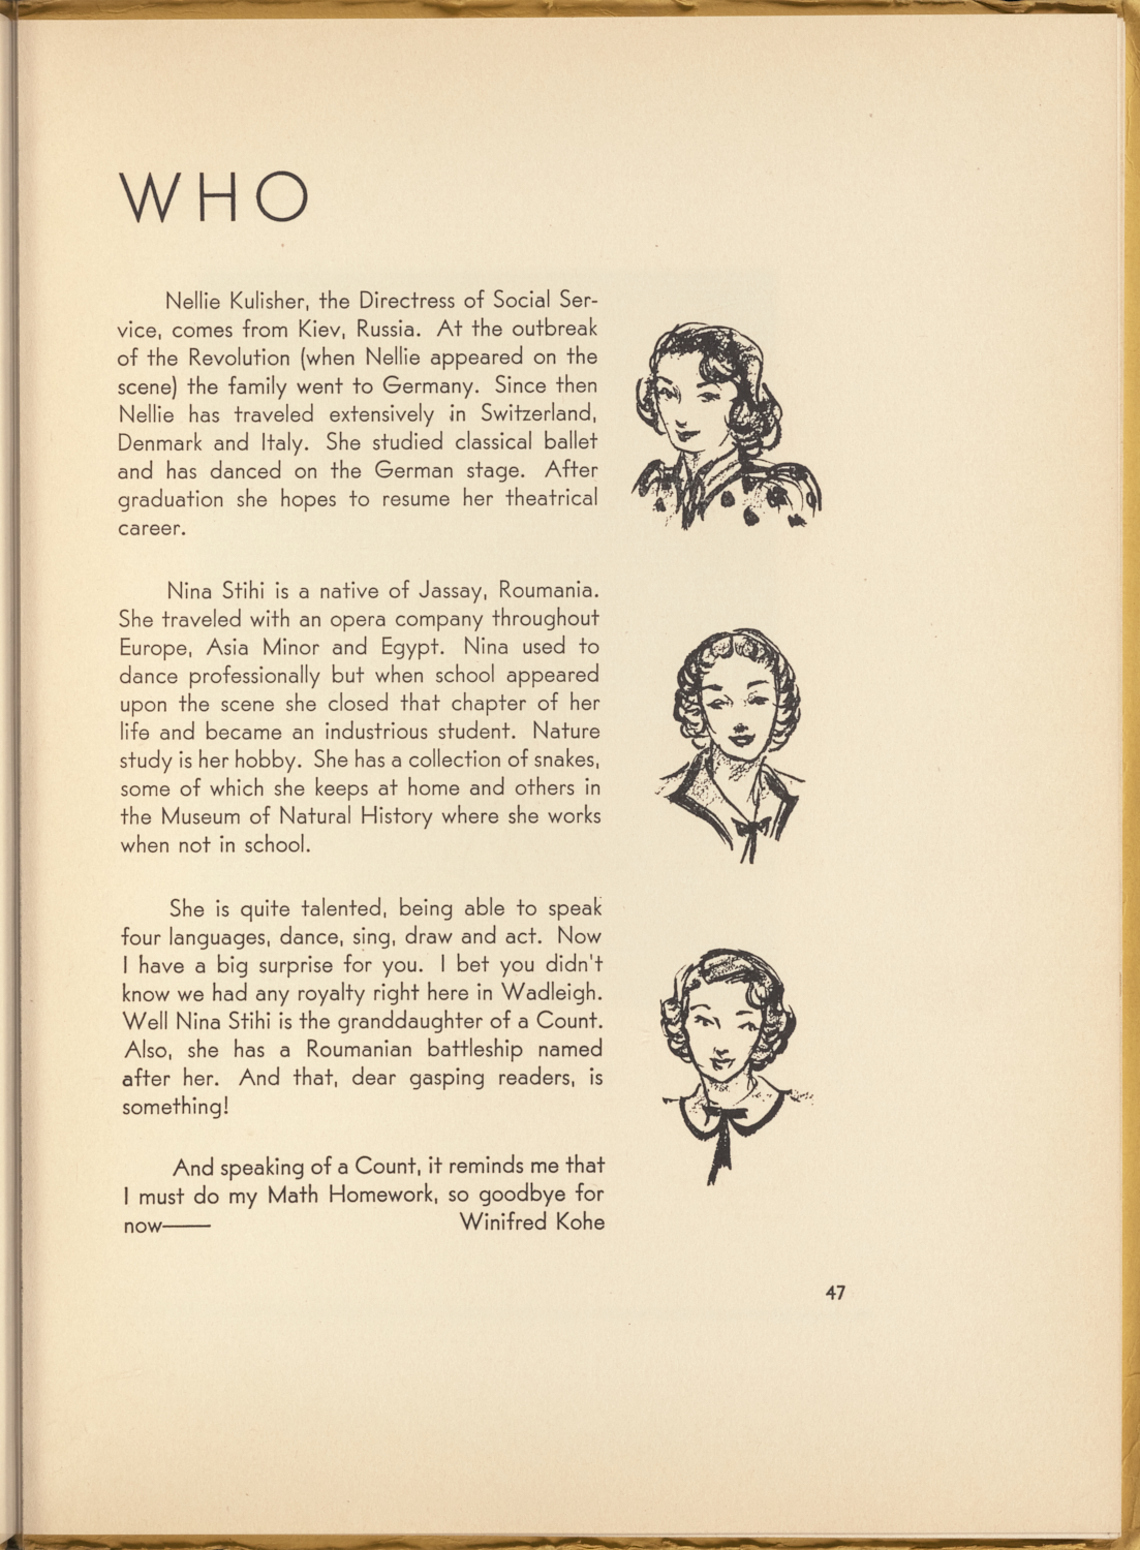 WHO
Nellie Kulisher, the Directress of Social Ser-
vice, comes from Kiev, Russia. At the outbreak
of the Revolution (when Nellie appeared on the
scene) the family went to Germany. Since then
Nellie has traveled extensively in Switzerland,
Denmark and Italy. She studied classical ballet
and has danced on the German stage. After
graduation she hopes to resume her theatrical
career.
Nina Stihi is a native of Jassay, Roumania.
She traveled with an opera company throughout
Europe, Asia Minor and Egypt. Nina used to
dance professionally but when school appeared
upon the scene she closed that chapter of her
life and became an industrious student. Nature
study is her hobby. She has a collection of snakes,
some of which she keeps at home and others in
the Museum of Natural History where she works
when not in school.
She is quite talented, being able to speak
four languages, dance, sing, draw and act. Now
I have a big surprise for you. I bet you didn't
know we had any royalty right here in Wadleigh.
Well Nina Stihi is the granddaughter of a Count.
Also, she has a Roumanian battleship named
after her. And that, dear gasping readers, is
something!
And speaking of a Count, it reminds me that
I must do my Math Homework, so goodbye for
now—— Winifred Kohe
47